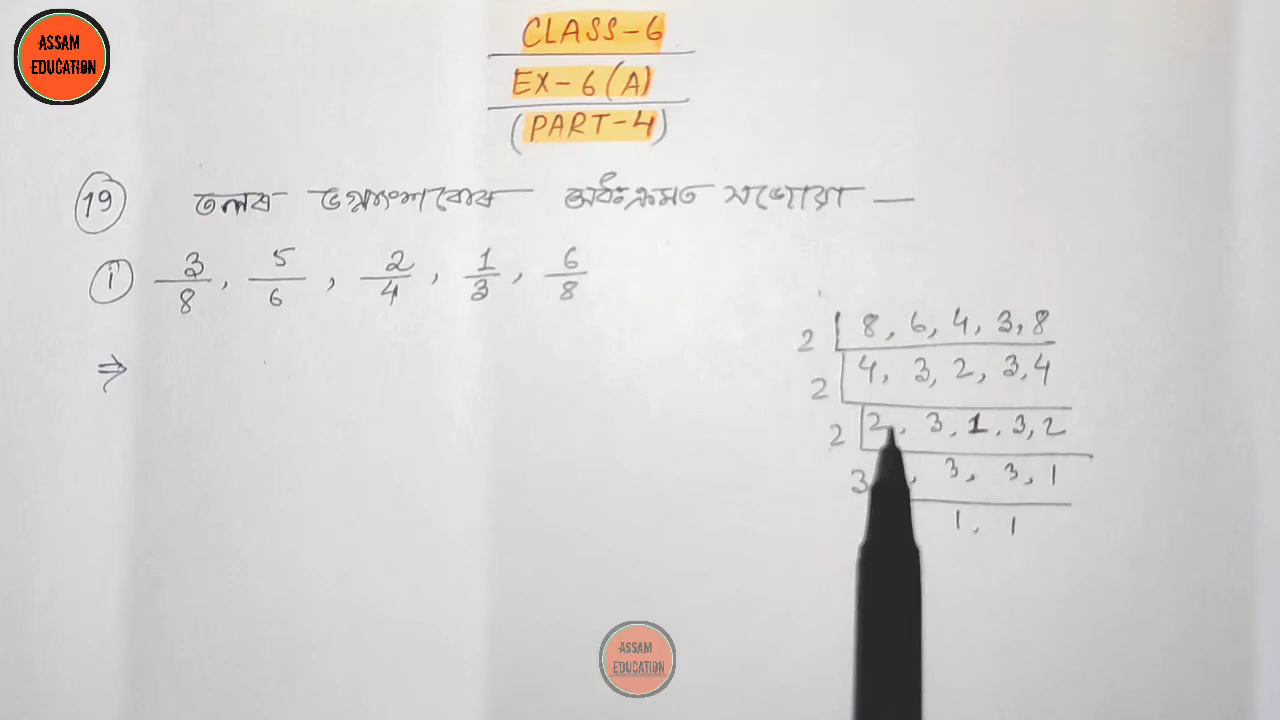 ASSAM
EDUCATION
CLASS-6
EX-6(A)
(PART-4)
19 তলৰ ভগ্নাংশবোৰ অধঃক্ৰমত সজোৱা —
i 3/8, 5/6, 2/4, 1/3, 6/8
⇒
2 8, 6, 4, 3, 8
2 4, 3, 2, 3, 4
2 2, 3, 1, 3, 2
3 , 3, 3, 1
1, 1
ASSAM
EDUCATION